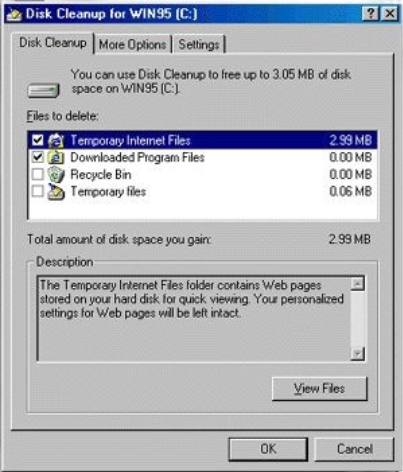 Disk Cleanup for WIN95 (C:)
Disk Cleanup More Options Settings
You can use Disk Cleanup to free up to 3.05 MB of disk
space on WIN95 (C:).
Files to delete:
Temporary Internet Files 2.99 MB
Downloaded Program Files 0.00 MB
Recycle Bin 0.00 MB
Temporary files 0.06 MB
Total amount of disk space you gain: 2.99 MB
Description
The Temporary Internet Files folder contains Web pages
stored on your hard disk for quick viewing. Your personalized
settings for Web pages will be left intact.
View Files
OK Cancel